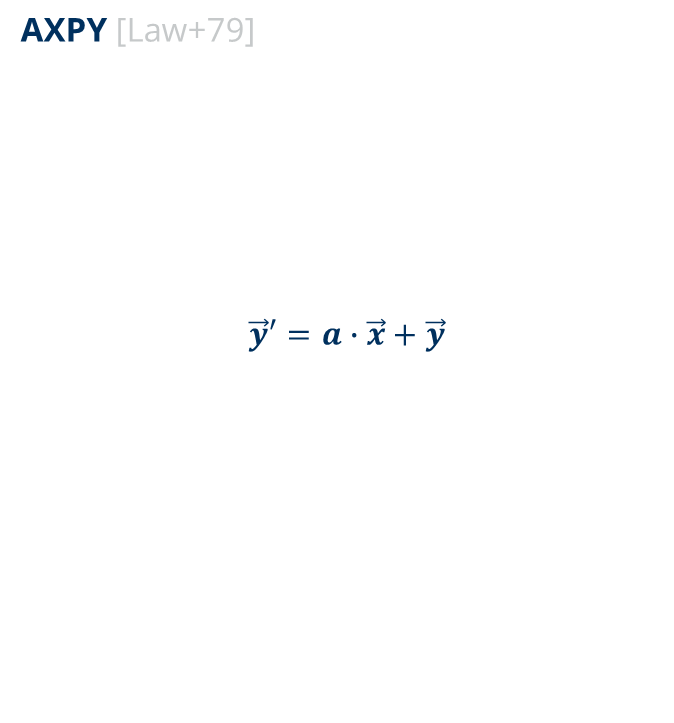 AXPY [Law+79]
y⃗′ = a · x⃗ + y⃗